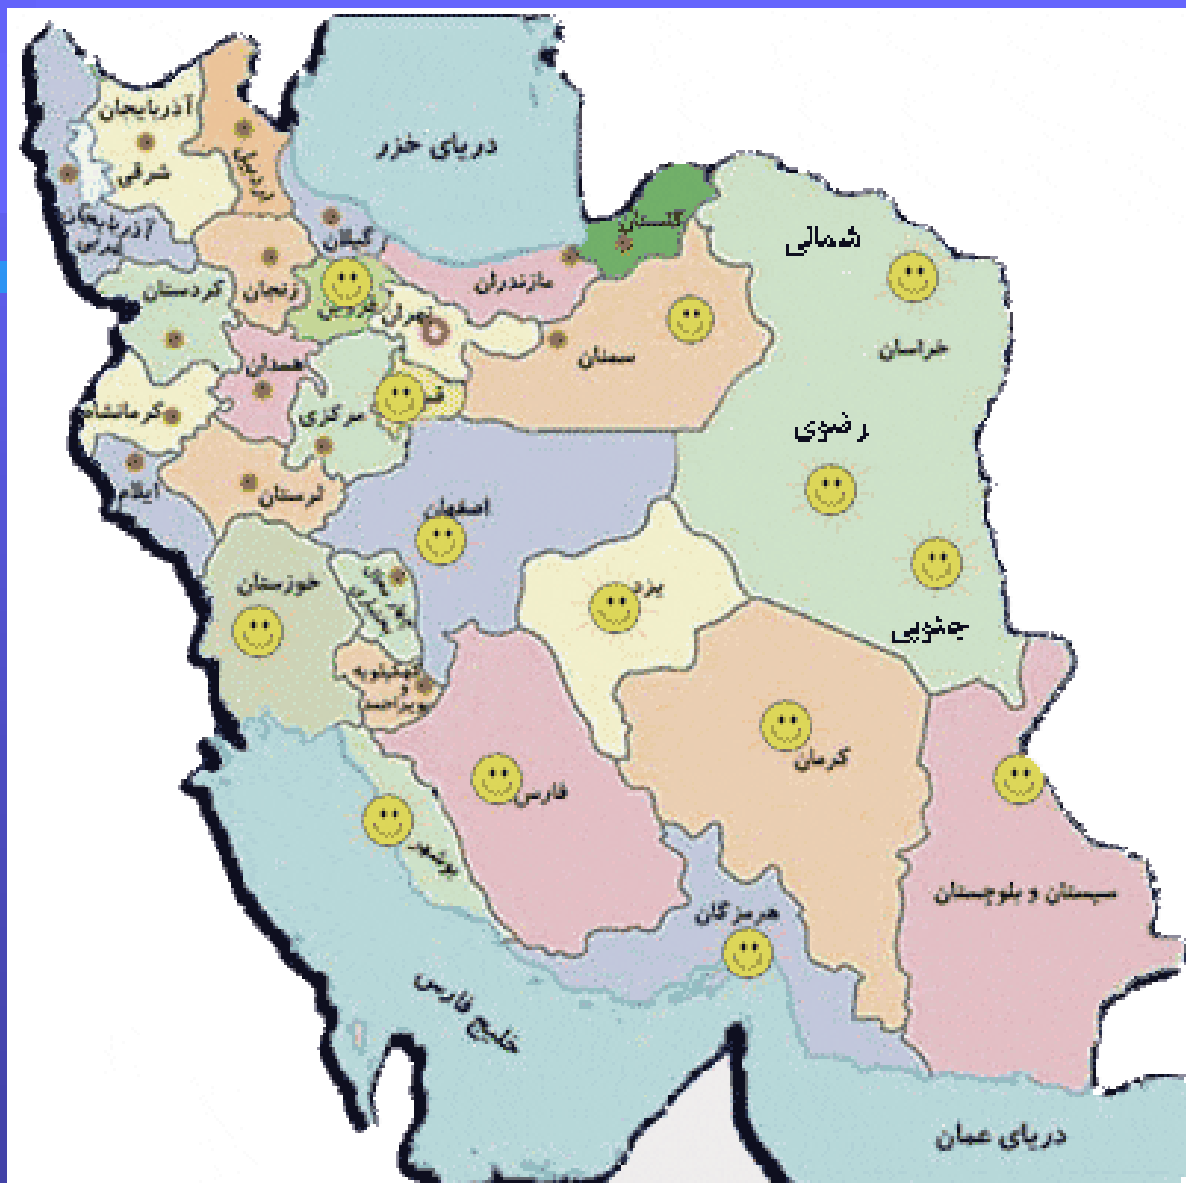 آذربایجان
شرقی
اردبیل
دریای خزر
گلستان
آذربایجان
غربی
گیلان
شمالی
مازندران
کردستان
زنجان
قزوین
تهران
سمنان
خراسان
همدان
کرمانشاه
مرکزی
قم
رضوی
ایلام
لرستان
اصفهان
خوزستان
یزد
جنوبی
کهکیلویه
و
بویراحمد
کرمان
فارس
بوشهر
سیستان و بلوچستان
هرمزگان
خلیج فارس
دریای عمان